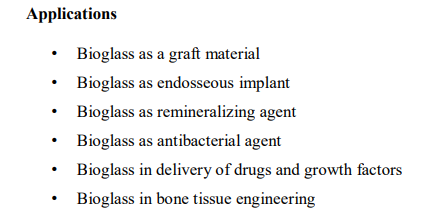 Applications
• Bioglass as a graft material
• Bioglass as endosseous implant
• Bioglass as remineralizing agent
• Bioglass as antibacterial agent
• Bioglass in delivery of drugs and growth factors
• Bioglass in bone tissue engineering